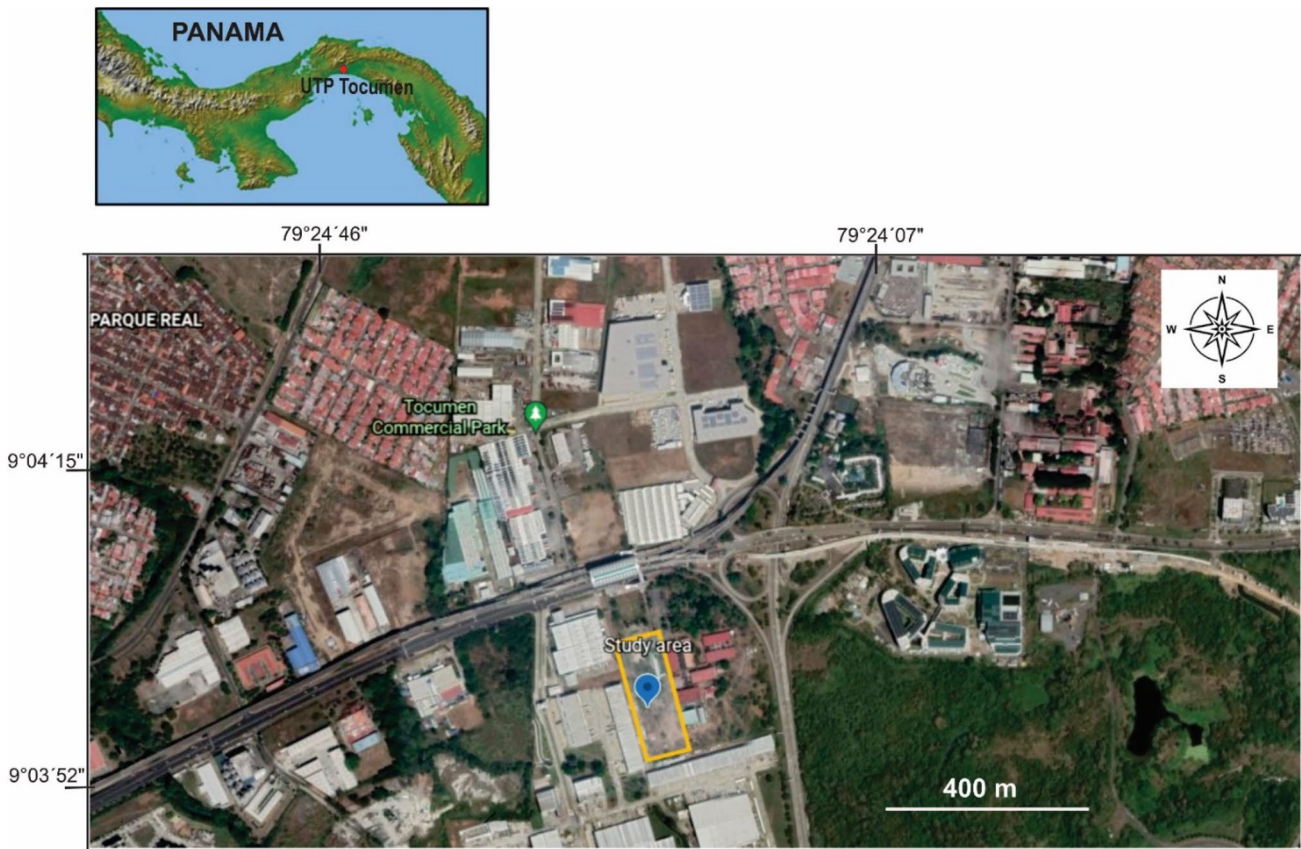 PANAMA
UTP Tocumen
79°24´46"
79°24´07"
PARQUE REAL
N
W
E
S
Tocumen
Commercial Park
9°04´15"
Study area
400 m
9°03´52"